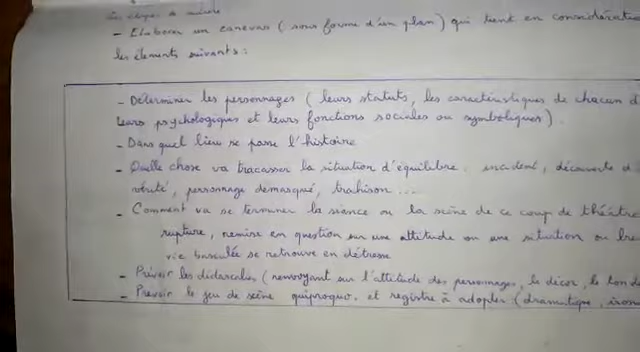 - Elaborer un canevas ( sous forme d'un plan) qui tient en considération
les éléments suivants :
- Déterminer les personnages ( leurs statuts, les caractéristiques de chacun d
leurs psychologiques et leurs fonctions sociales ou symboliques).
- Dans quel lieu se passe l'histoire
- Quelle chose va tracasser la situation d'équilibre. incident, découverte d
vérité, personnage démasqué, trahison ...
- Comment va se terminer la séance ou la scène de ce coup de théâtre
rupture, remise en question sur une attitude ou une situation ou
vie basculée se retrouve en détresse
- Prévoir les didascalies ( renvoyant sur l'attitude des personnages, le décor, le ton d
- Prévoir le jeu de scène quiproquo. et registre à adopter (dramatique,